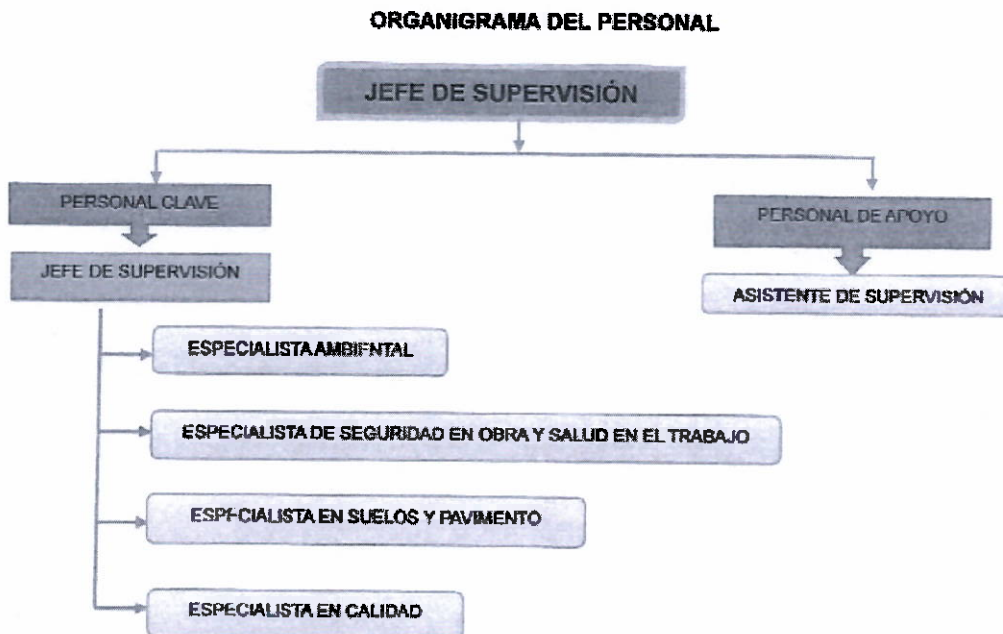 ORGANIGRAMA DEL PERSONAL
JEFE DE SUPERVISIÓN
PERSONAL CLAVE
PERSONAL DE APOYO
JEFE DE SUPERVISIÓN
ASISTENTE DE SUPERVISIÓN
ESPECIALISTA AMBIENTAL
ESPECIALISTA DE SEGURIDAD EN OBRA Y SALUD EN EL TRABAJO
ESPECIALISTA EN SUELOS Y PAVIMENTO
ESPECIALISTA EN CALIDAD